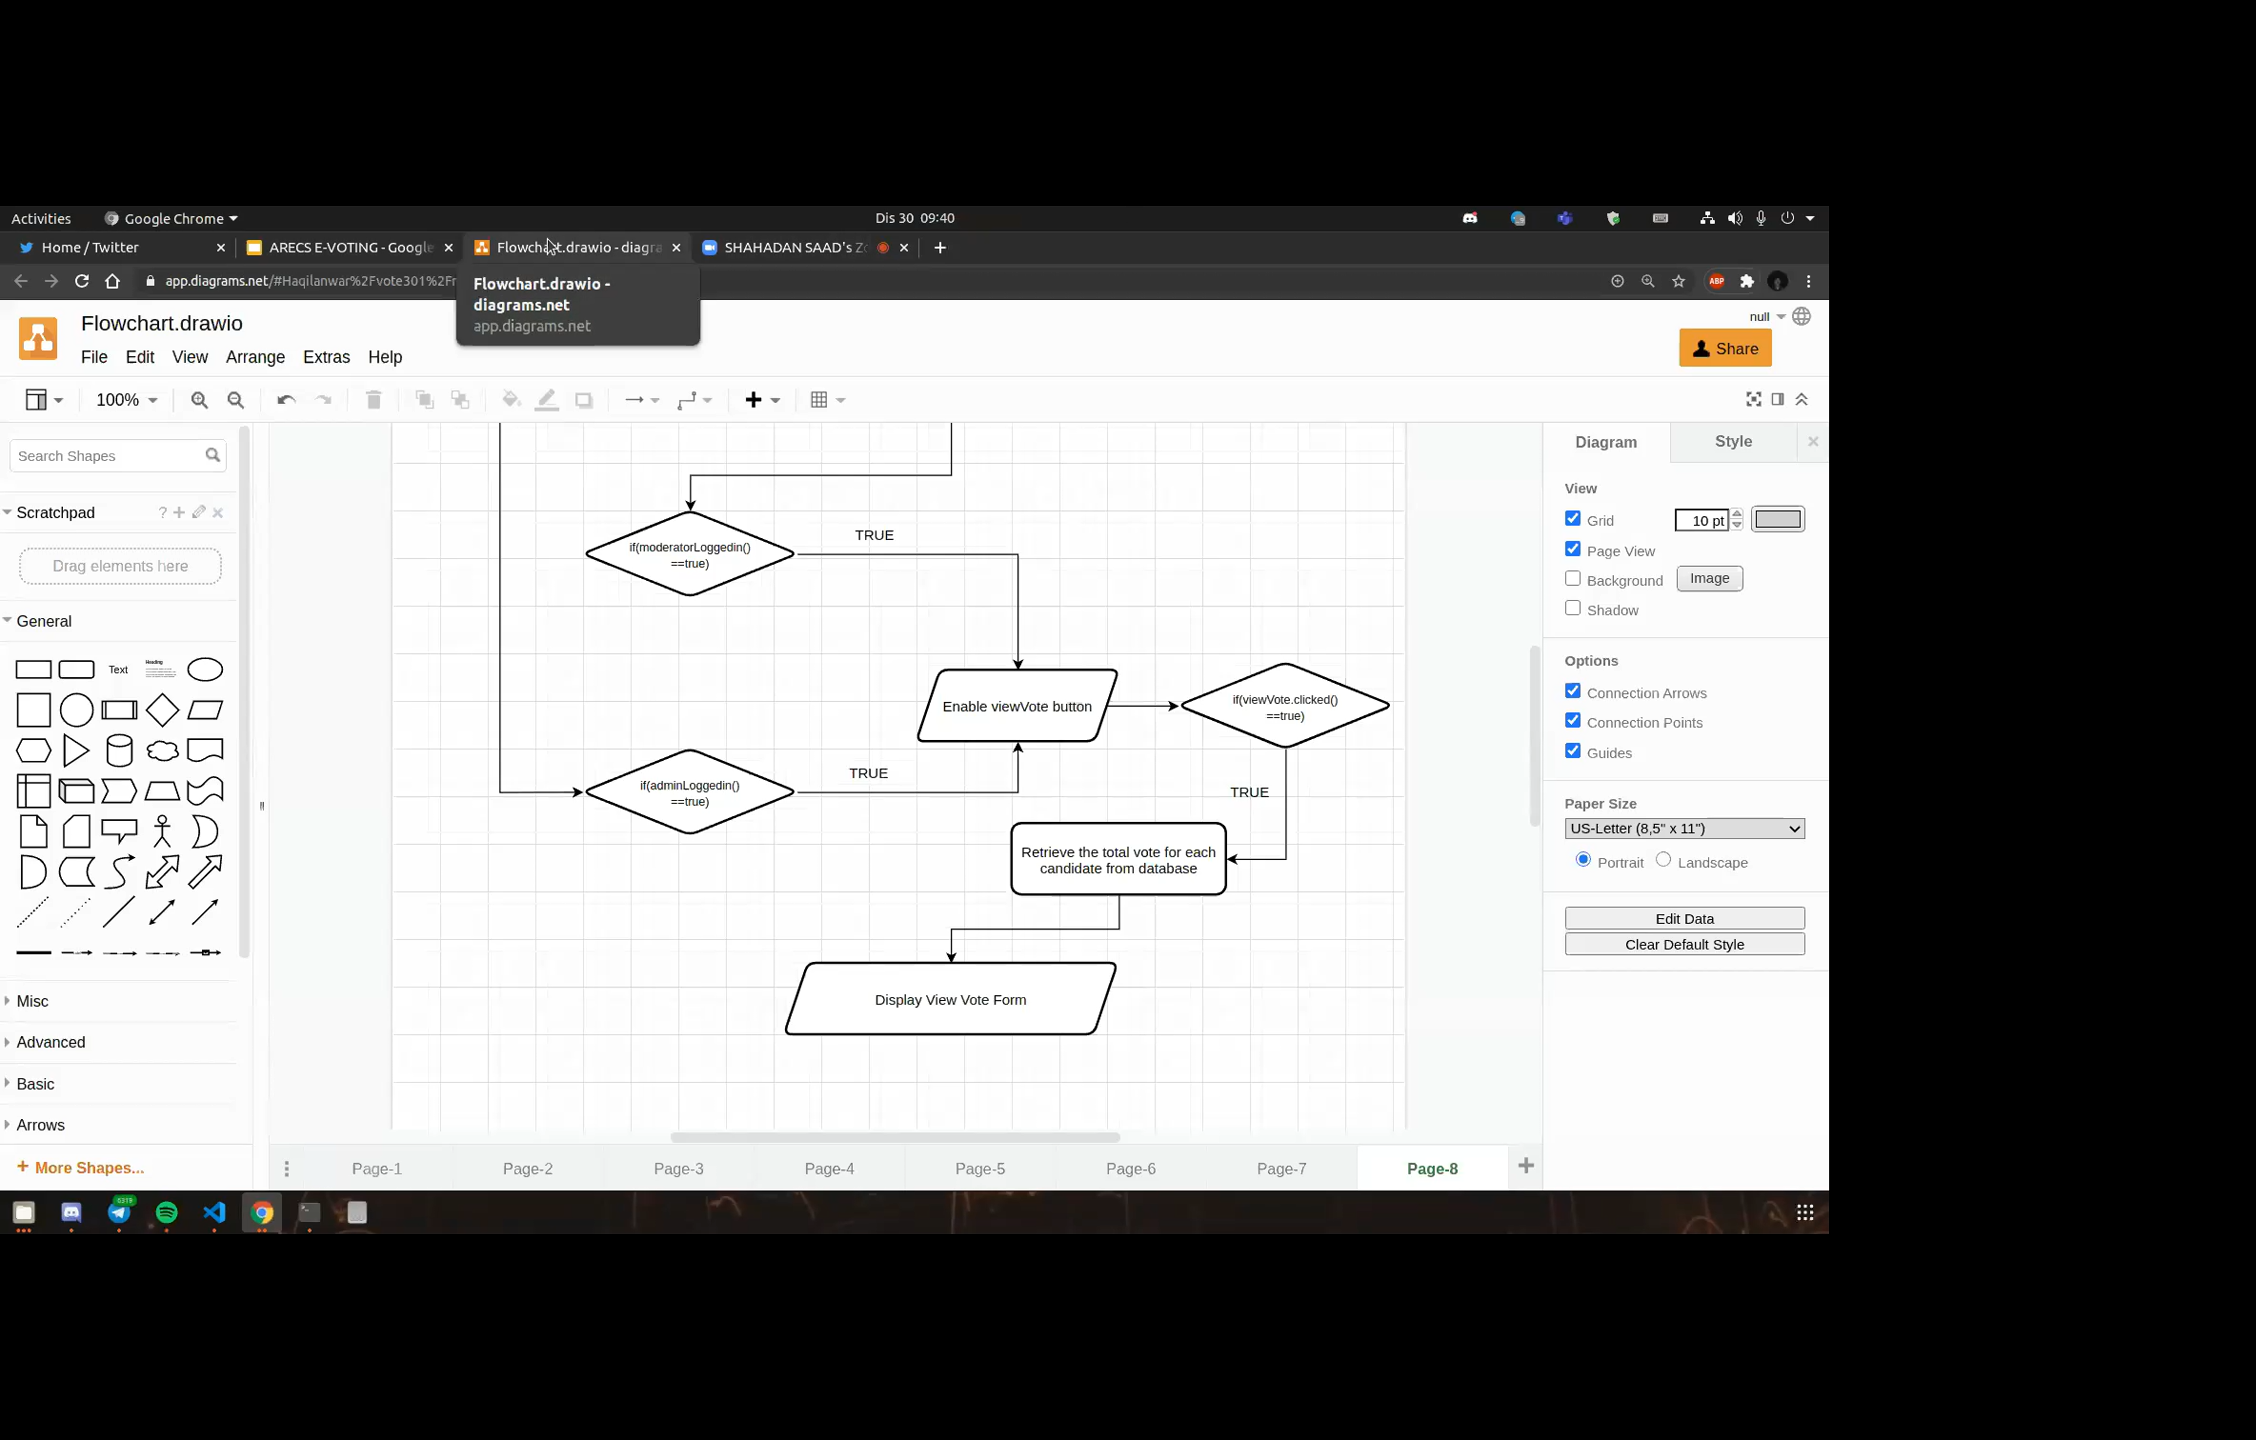 Activities
Google Chrome
Dis 30 09:40
Home / Twitter
ARECS E-VOTING - Google
Flowchart.drawio - diagra
SHAHADAN SAAD's Zo
app.diagrams.net/#Haqilanwar%2Fvote301%2F
ABP
Flowchart.drawio -
diagrams.net
app.diagrams.net
Flowchart.drawio
null
File Edit View Arrange Extras Help
Share
100%
Search Shapes
Scratchpad
?
Drag elements here
General
Text
Heading
Misc
Advanced
Basic
Arrows
+ More Shapes...
TRUE
if(moderatorLoggedin()
==true)
Enable viewVote button
if(viewVote.clicked()
==true)
TRUE
if(adminLoggedin()
==true)
TRUE
Retrieve the total vote for each
candidate from database
Display View Vote Form
Diagram
Style
View
Grid
10 pt
Page View
Background
Image
Shadow
Options
Connection Arrows
Connection Points
Guides
Paper Size
US-Letter (8,5" x 11")
Portrait
Landscape
Edit Data
Clear Default Style
Page-1
Page-2
Page-3
Page-4
Page-5
Page-6
Page-7
Page-8
6319